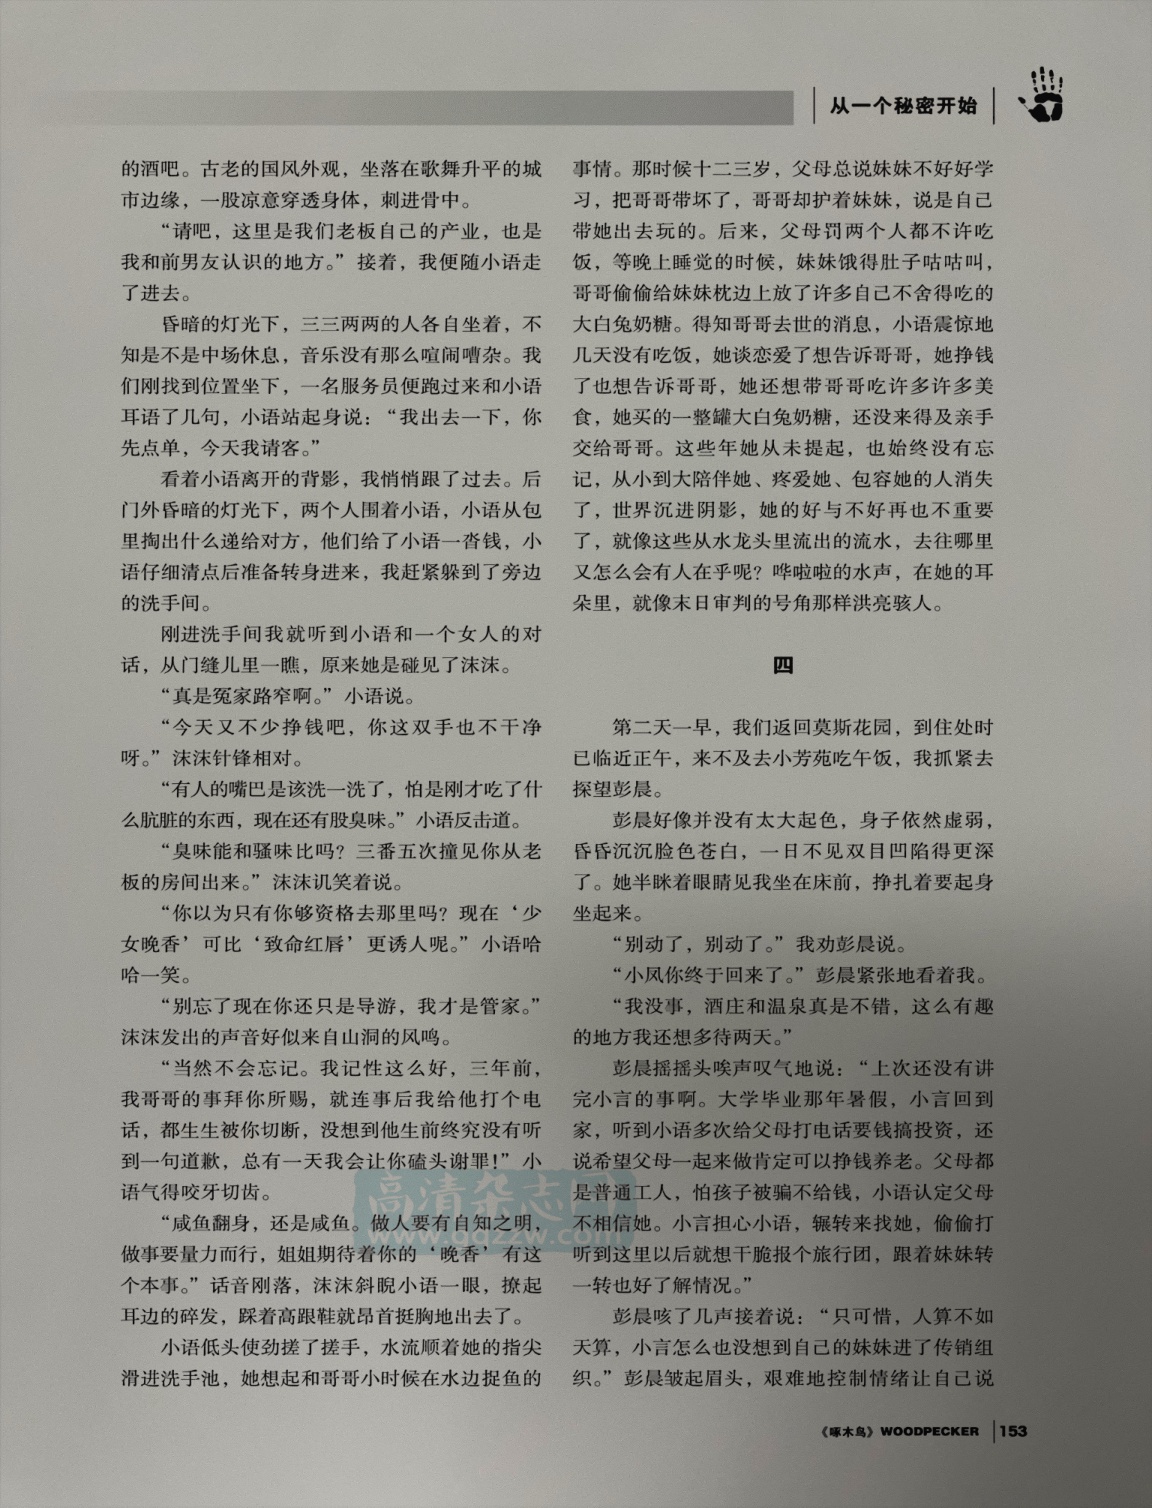 从一个秘密开始
的酒吧。古老的国风外观，坐落在歌舞升平的城
市边缘，一股凉意穿透身体，刺进骨中。
“请吧，这里是我们老板自己的产业，也是
我和前男友认识的地方。”接着，我便随小语走
了进去。
昏暗的灯光下，三三两两的人各自坐着，不
知是不是中场休息，音乐没有那么喧闹嘈杂。我
们刚找到位置坐下，一名服务员便跑过来和小语
耳语了几句，小语站起身说：“我出去一下，你
先点单，今天我请客。”
看着小语离开的背影，我悄悄跟了过去。后
门外昏暗的灯光下，两个人围着小语，小语从包
里掏出什么递给对方，他们给了小语一沓钱，小
语仔细清点后准备转身进来，我赶紧躲到了旁边
的洗手间。
刚进洗手间我就听到小语和一个女人的对
话，从门缝儿里一瞧，原来她是碰见了沫沫。
“真是冤家路窄啊。”小语说。
“今天又不少挣钱吧，你这双手也不干净
呀。”沫沫针锋相对。
“有人的嘴巴是该洗一洗了，怕是刚才吃了什
么肮脏的东西，现在还有股臭味。”小语反击道。
“臭味能和骚味比吗？三番五次撞见你从老
板的房间出来。”沫沫讥笑着说。
“你以为只有你够资格去那里吗？现在‘少
女晚香’可比‘致命红唇’更诱人呢。”小语哈
哈一笑。
“别忘了现在你还只是导游，我才是管家。”
沫沫发出的声音好似来自山洞的风鸣。
“当然不会忘记。我记性这么好，三年前，
我哥哥的事拜你所赐，就连事后我给他打个电
话，都生生被你切断，没想到他生前终究没有听
到一句道歉，总有一天我会让你磕头谢罪！”小
语气得咬牙切齿。
“咸鱼翻身，还是咸鱼。做人要有自知之明，
做事要量力而行，姐姐期待着你的‘晚香’有这
个本事。”话音刚落，沫沫斜睨小语一眼，撩起
耳边的碎发，踩着高跟鞋就昂首挺胸地出去了。
小语低头使劲搓了搓手，水流顺着她的指尖
滑进洗手池，她想起和哥哥小时候在水边捉鱼的
事情。那时候十二三岁，父母总说妹妹不好好学
习，把哥哥带坏了，哥哥却护着妹妹，说是自己
带她出去玩的。后来，父母罚两个人都不许吃
饭，等晚上睡觉的时候，妹妹饿得肚子咕咕叫，
哥哥偷偷给妹妹枕边上放了许多自己不舍得吃的
大白兔奶糖。得知哥哥去世的消息，小语震惊地
几天没有吃饭，她谈恋爱了想告诉哥哥，她挣钱
了也想告诉哥哥，她还想带哥哥吃许多许多美
食，她买的一整罐大白兔奶糖，还没来得及亲手
交给哥哥。这些年她从未提起，也始终没有忘
记，从小到大陪伴她、疼爱她、包容她的人消失
了，世界沉进阴影，她的好与不好再也不重要
了，就像这些从水龙头里流出的流水，去往哪里
又怎么会有人在乎呢？哗啦啦的水声，在她的耳
朵里，就像末日审判的号角那样洪亮骇人。
四
第二天一早，我们返回莫斯花园，到住处时
已临近正午，来不及去小芳苑吃午饭，我抓紧去
探望彭晨。
彭晨好像并没有太大起色，身子依然虚弱，
昏昏沉沉脸色苍白，一日不见双目凹陷得更深
了。她半眯着眼睛见我坐在床前，挣扎着要起身
坐起来。
“别动了，别动了。”我劝彭晨说。
“小凤你终于回来了。”彭晨紧张地看着我。
“我没事，酒庄和温泉真是不错，这么有趣
的地方我还想多待两天。”
彭晨摇摇头唉声叹气地说：“上次还没有讲
完小言的事啊。大学毕业那年暑假，小言回到
家，听到小语多次给父母打电话要钱搞投资，还
说希望父母一起来做肯定可以挣钱养老。父母都
是普通工人，怕孩子被骗不给钱，小语认定父母
不相信她。小言担心小语，辗转来找她，偷偷打
听到这里以后就想干脆报个旅行团，跟着妹妹转
一转也好了解情况。”
彭晨咳了几声接着说：“只可惜，人算不如
天算，小言怎么也没想到自己的妹妹进了传销组
织。”彭晨皱起眉头，艰难地控制情绪让自己说
高清杂志网
www.gqzzw.com
《啄木鸟》WOODPECKER 153